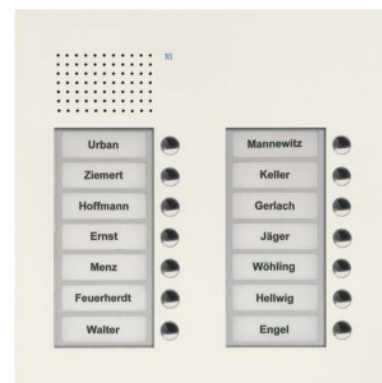 Urban
Ziemert
Hoffmann
Ernst
Menz
Feuerherdt
Walter
Mannewitz
Keller
Gerlach
Jäger
Wöhling
Hellwig
Engel